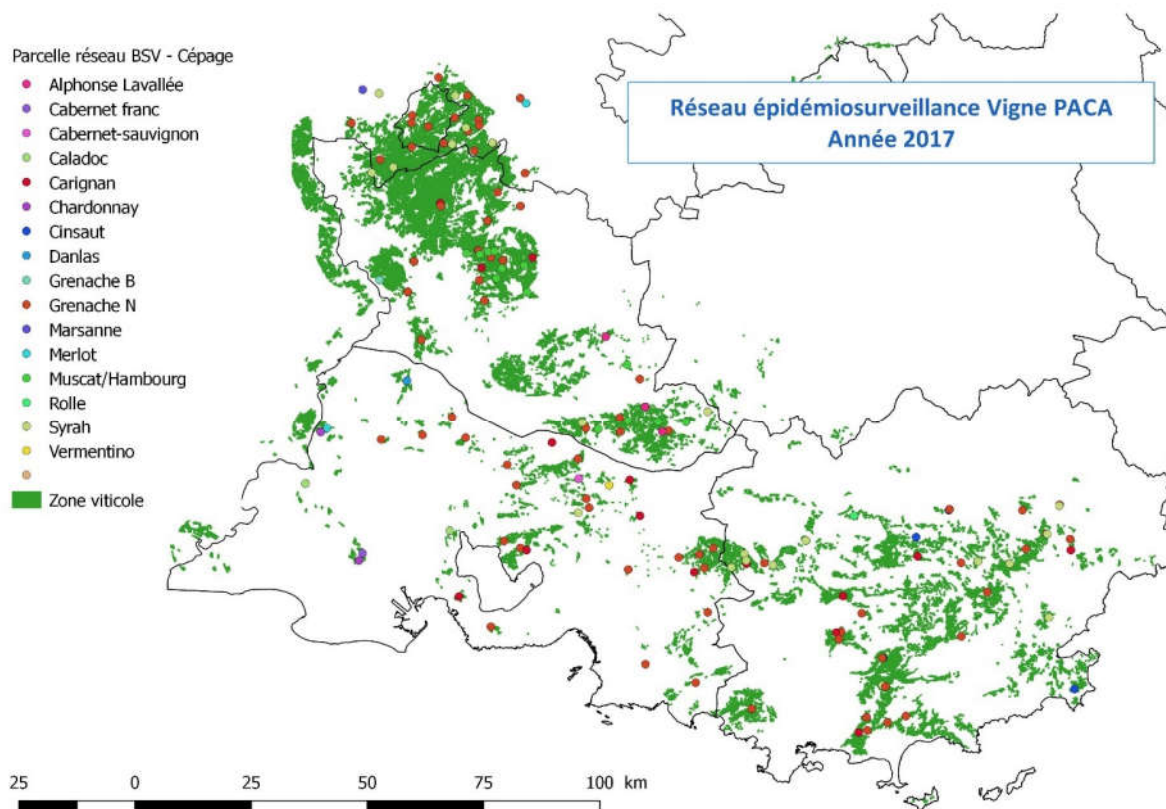 Parcelle réseau BSV - Cépage
Alphonse Lavallée
Cabernet franc
Cabernet-sauvignon
Caladoc
Carignan
Chardonnay
Cinsaut
Danlas
Grenache B
Grenache N
Marsanne
Merlot
Muscat/Hambourg
Rolle
Syrah
Vermentino
Zone viticole
Réseau épidémiosurveillance Vigne PACA
Année 2017
25 0 25 50 75 100 km